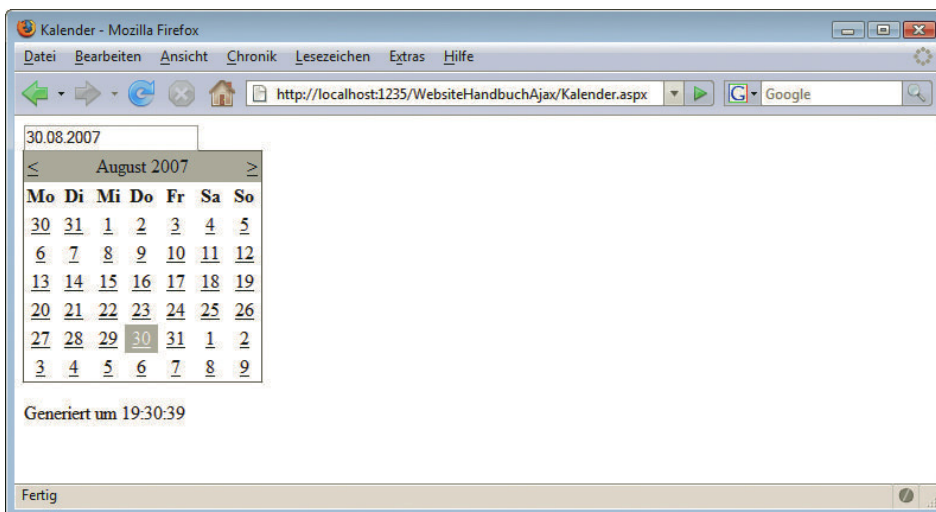 Kalender - Mozilla Firefox
Datei Bearbeiten Ansicht Chronik Lesezeichen Extras Hilfe
http://localhost:1235/WebsiteHandbuchAjax/Kalender.aspx G Google
30.08.2007
< August 2007 >
Mo Di Mi Do Fr Sa So
30 31 1 2 3 4 5
6 7 8 9 10 11 12
13 14 15 16 17 18 19
20 21 22 23 24 25 26
27 28 29 30 31 1 2
3 4 5 6 7 8 9
Generiert um 19:30:39
Fertig